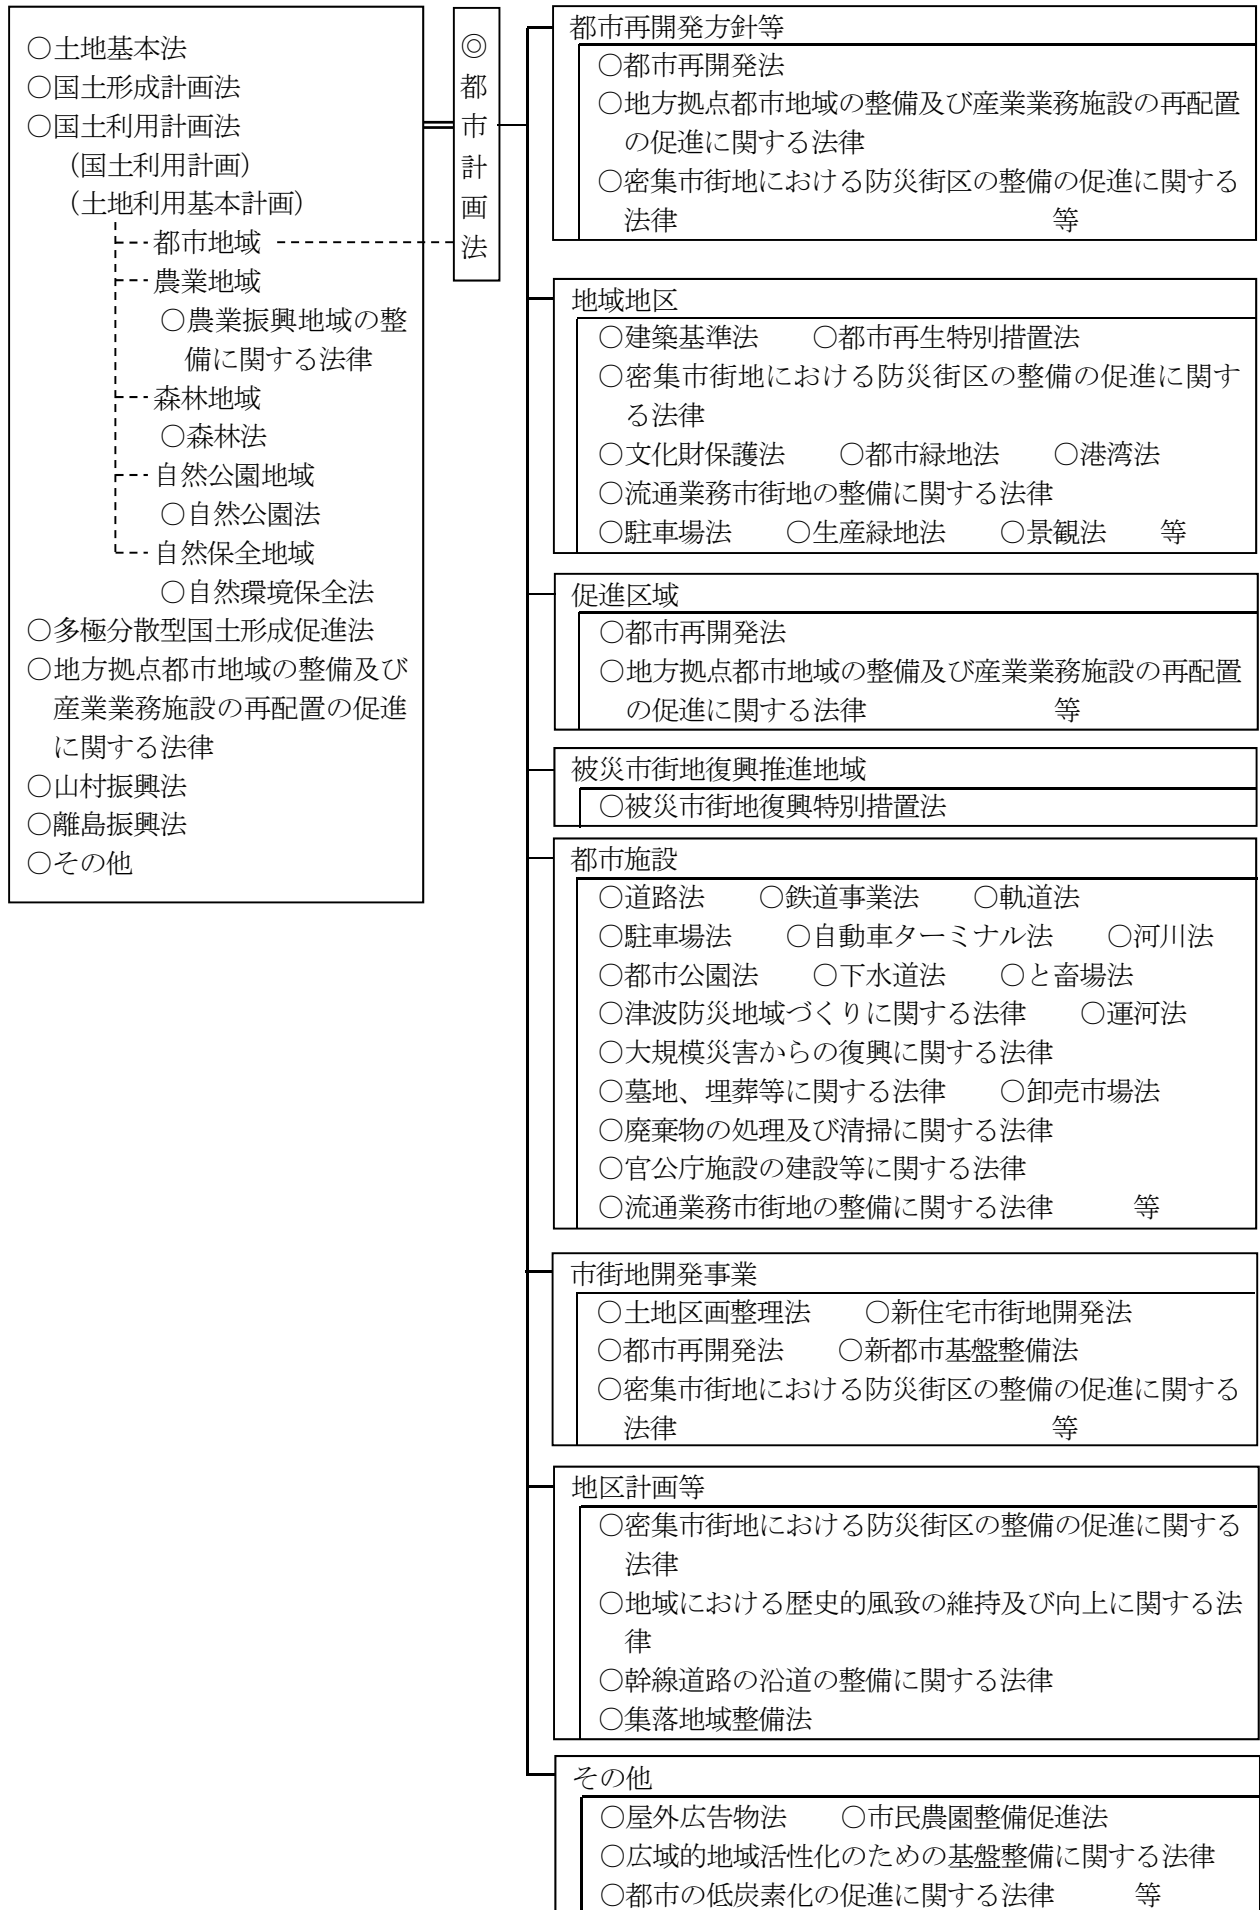 ○土地基本法
○国土形成計画法
○国土利用計画法
(国土利用計画)
(土地利用基本計画)
都市地域
農業地域
○農業振興地域の整
備に関する法律
森林地域
○森林法
自然公園地域
○自然公園法
自然保全地域
○自然環境保全法
○多極分散型国土形成促進法
○地方拠点都市地域の整備及び
産業業務施設の再配置の促進
に関する法律
○山村振興法
○離島振興法
○その他
◎都市計画法
都市再開発方針等
○都市再開発法
○地方拠点都市地域の整備及び産業業務施設の再配置
の促進に関する法律
○密集市街地における防災街区の整備の促進に関する
法律 等
地域地区
○建築基準法 ○都市再生特別措置法
○密集市街地における防災街区の整備の促進に関す
る法律
○文化財保護法 ○都市緑地法 ○港湾法
○流通業務市街地の整備に関する法律
○駐車場法 ○生産緑地法 ○景観法 等
促進区域
○都市再開発法
○地方拠点都市地域の整備及び産業業務施設の再配置
の促進に関する法律 等
被災市街地復興推進地域
○被災市街地復興特別措置法
都市施設
○道路法 ○鉄道事業法 ○軌道法
○駐車場法 ○自動車ターミナル法 ○河川法
○都市公園法 ○下水道法 ○と畜場法
○津波防災地域づくりに関する法律 ○運河法
○大規模災害からの復興に関する法律
○墓地、埋葬等に関する法律 ○卸売市場法
○廃棄物の処理及び清掃に関する法律
○官公庁施設の建設等に関する法律
○流通業務市街地の整備に関する法律 等
市街地開発事業
○土地区画整理法 ○新住宅市街地開発法
○都市再開発法 ○新都市基盤整備法
○密集市街地における防災街区の整備の促進に関する
法律 等
地区計画等
○密集市街地における防災街区の整備の促進に関する
法律
○地域における歴史的風致の維持及び向上に関する法
律
○幹線道路の沿道の整備に関する法律
○集落地域整備法
その他
○屋外広告物法 ○市民農園整備促進法
○広域的地域活性化のための基盤整備に関する法律
○都市の低炭素化の促進に関する法律 等